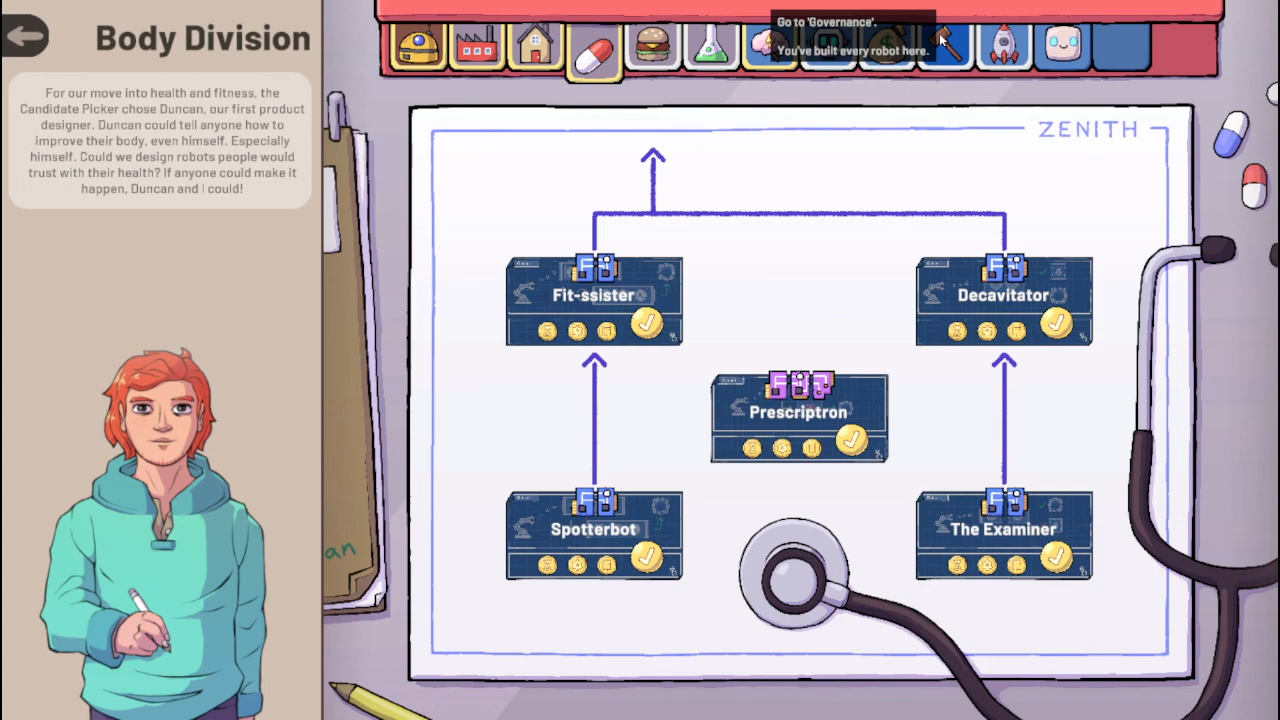 Body Division
For our move into health and fitness, the
Candidate Picker chose Duncan, our first product
designer. Duncan could tell anyone how to
improve their body, even himself. Especially
himself. Could we design robots people would
trust with their health? If anyone could make it
happen, Duncan and I could!
Go to 'Governance'.
You've built every robot here.
ZENITH
Fit-ssister
Decavitator
Prescriptron
Spotterbot
The Examiner
an